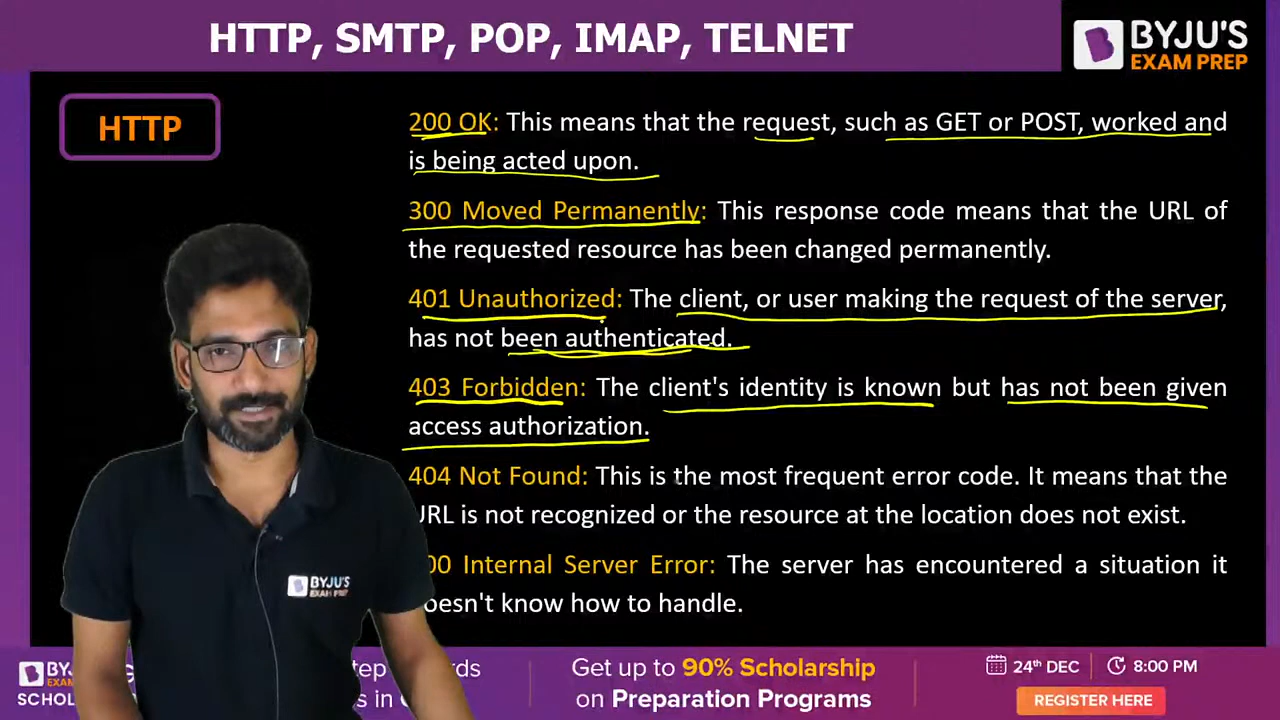 HTTP, SMTP, POP, IMAP, TELNET
BYJU'S
EXAM PREP
HTTP
200 OK: This means that the request, such as GET or POST, worked and
is being acted upon.
300 Moved Permanently: This response code means that the URL of
the requested resource has been changed permanently.
401 Unauthorized: The client, or user making the request of the server,
has not been authenticated.
403 Forbidden: The client's identity is known but has not been given
access authorization.
404 Not Found: This is the most frequent error code. It means that the
URL is not recognized or the resource at the location does not exist.
00 Internal Server Error: The server has encountered a situation it
doesn't know how to handle.
BYJU'S
EXAM PREP
Get up to 90% Scholarship
on Preparation Programs
24th DEC
8:00 PM
REGISTER HERE